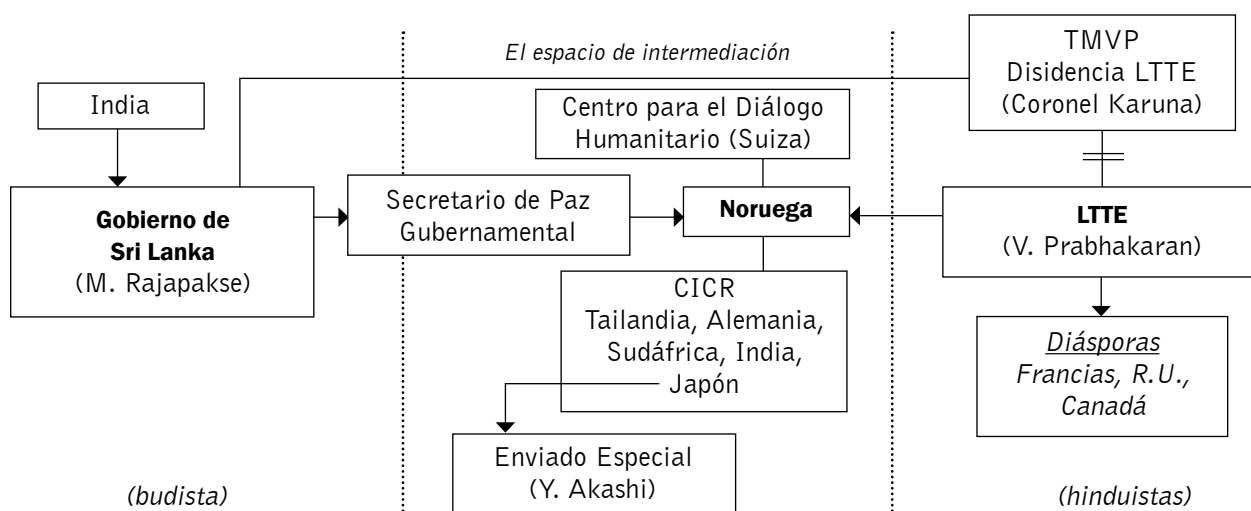 El espacio de intermediación
TMVP
Disidencia LTTE
(Coronel Karuna)
India
Centro para el Diálogo
Humanitario (Suiza)
Gobierno de
Sri Lanka
(M. Rajapakse)
Secretario de Paz
Gubernamental
Noruega
LTTE
(V. Prabhakaran)
CICR
Tailandia, Alemania,
Sudáfrica, India,
Japón
Diásporas
Francias, R.U.,
Canadá
Enviado Especial
(Y. Akashi)
(budista)
(hinduistas)